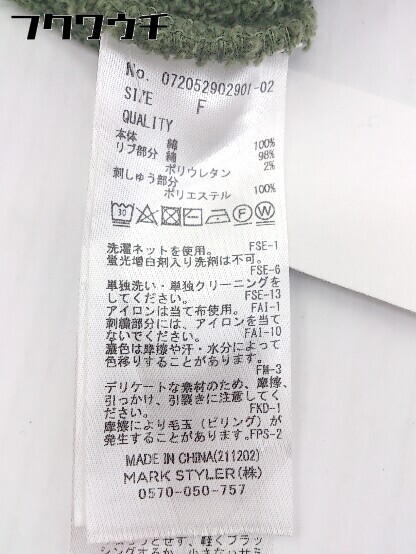 フクワウチ
No. 072052902901-02
SIZE F
QUALITY
本体 綿 100%
リブ部分 綿 98%
ポリウレタン 2%
刺しゅう部分
ポリエステル 100%
洗濯ネットを使用。 FSE-1
蛍光増白剤入り洗剤は不可。
FSE-6
単独洗い・単独クリーニングを
してください。 FSE-13
アイロンは当て布使用。 FAI-1
刺繍部分には、アイロンを当て
ないでください。 FAI-10
濃色は摩擦や汗・水分によって
色移りすることがあります。
FM-3
デリケートな素材のため、摩擦、
引っかけ、引裂きに注意してく
ださい。 FKD-1
摩擦により毛玉(ピリング)が
発生することがあります。FPS-2
MADE IN CHINA(211202)
MARK STYLER(株)
0570-050-757
とせず、軽くブラッ